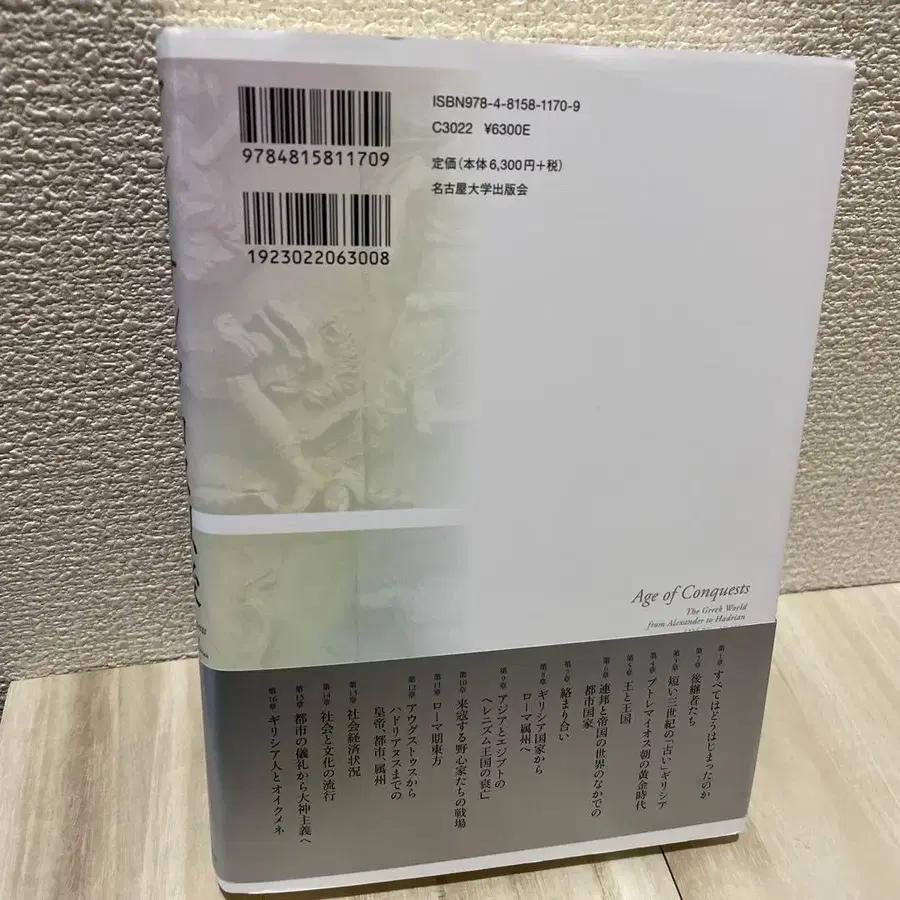 9784815811709
1923022063008
ISBN978-4-8158-1170-9
C3022 ¥6300E
定価(本体6,300円+税)
名古屋大学出版会
Age of Conquests
The Greek World
from Alexander to Hadrian
第1章 すべてはどうはじまったのか
第2章 後継者たち
第3章 短い三世紀の「古い」ギリシア
第4章 プトレマイオス朝の黄金時代
第5章 王と王国
第6章 連邦と帝国の世界のなかでの
都市国家
第7章 絡まり合い
第8章 ギリシア国家から
ローマ属州へ
第9章 アジアとエジプトの
ヘレニズム王国の衰亡
第10章 来寇する野心家たちの戦場
第11章 ローマ期東方
第12章 アウグストゥスから
ハドリアヌスまでの
皇帝、都市、属州
第13章 社会経済状況
第14章 社会と文化の流行
第15章 都市の儀礼から大神主義へ
第16章 ギリシア人とオイクメネ